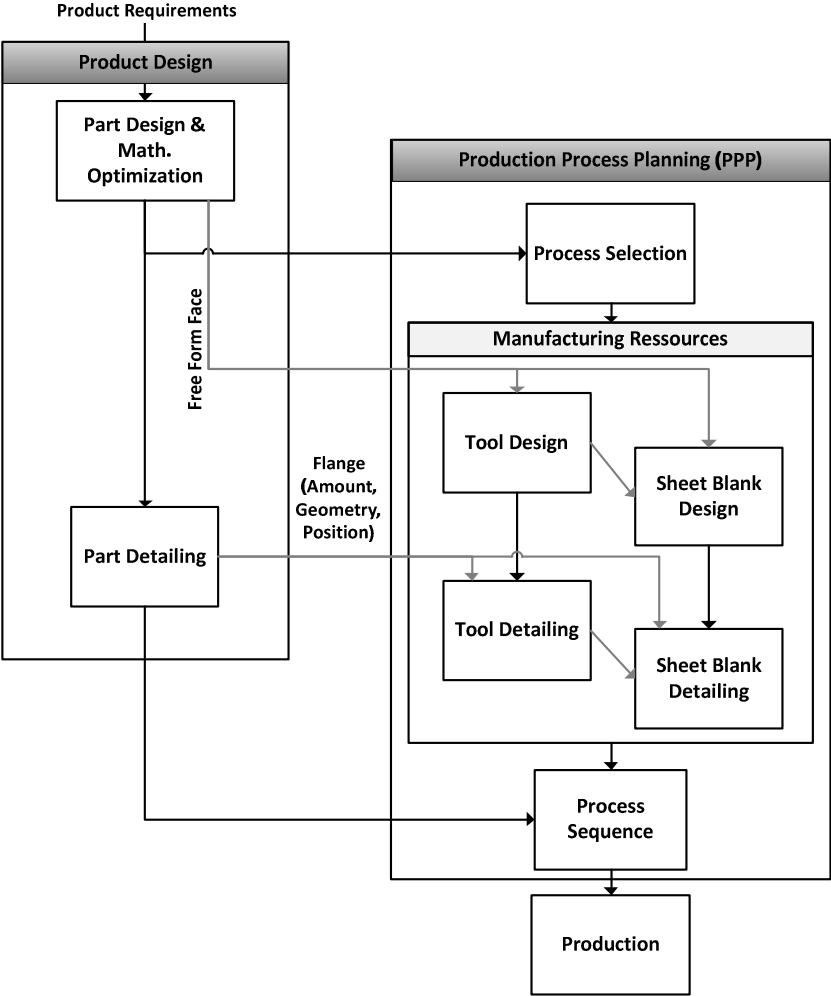 Product Requirements
Product Design
Part Design &
Math.
Optimization
Production Process Planning (PPP)
Process Selection
Manufacturing Ressources
Free Form Face
Tool Design
Flange
(Amount,
Geometry,
Position)
Sheet Blank
Design
Part Detailing
Tool Detailing
Sheet Blank
Detailing
Process
Sequence
Production